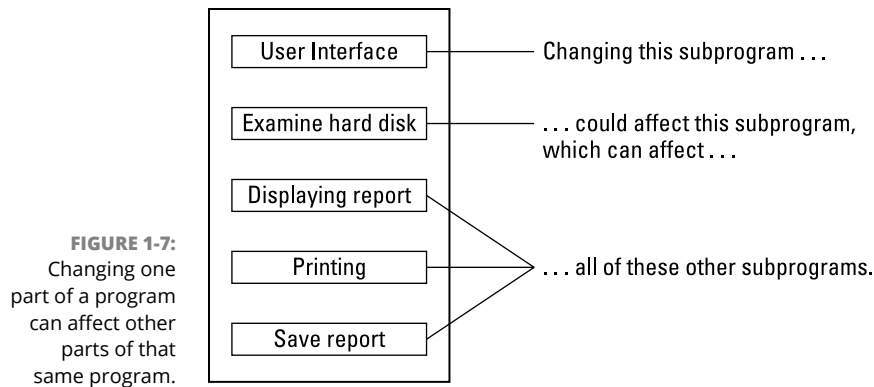 User Interface
Changing this subprogram . . .
Examine hard disk
. . . could affect this subprogram,
which can affect . . .
Displaying report
Printing
. . . all of these other subprograms.
Save report
FIGURE 1-7:
Changing one
part of a program
can affect other
parts of that
same program.